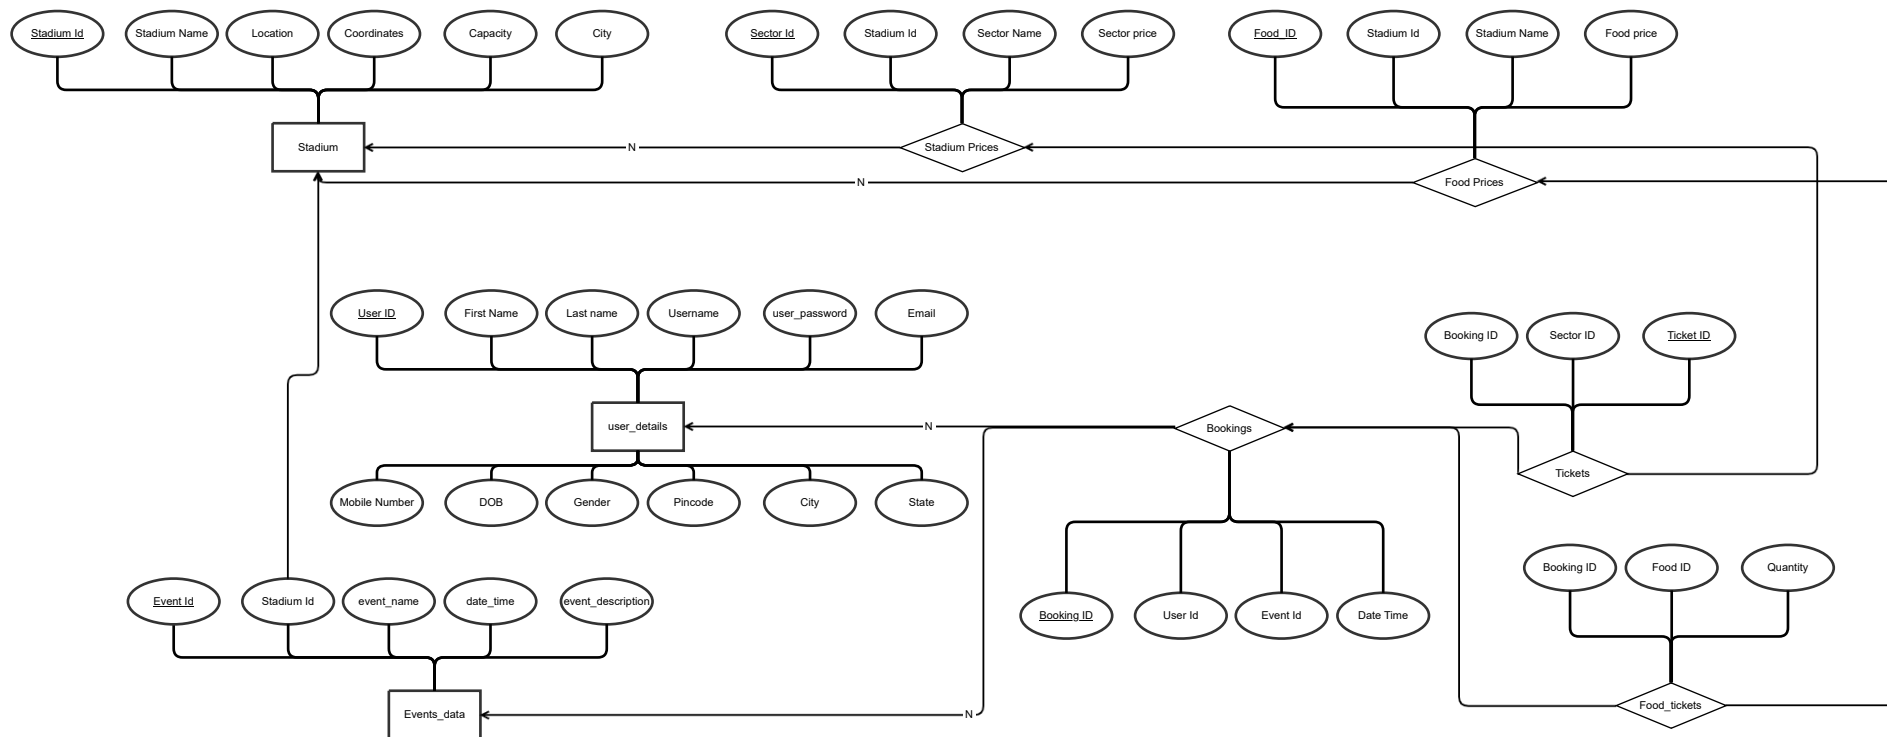 Stadium Id
Stadium Name
Location
Coordinates
Capacity
City
Sector Id
Stadium Id
Sector Name
Sector price
Food_ID
Stadium Id
Stadium Name
Food price
Stadium
N
Stadium Prices
N
Food Prices
User ID
First Name
Last name
Username
user_password
Email
Booking ID
Sector ID
Ticket ID
user_details
N
Bookings
Tickets
Mobile Number
DOB
Gender
Pincode
City
State
Booking ID
Food ID
Quantity
Event Id
Stadium Id
event_name
date_time
event_description
Booking ID
User Id
Event Id
Date Time
Events_data
N
Food_tickets